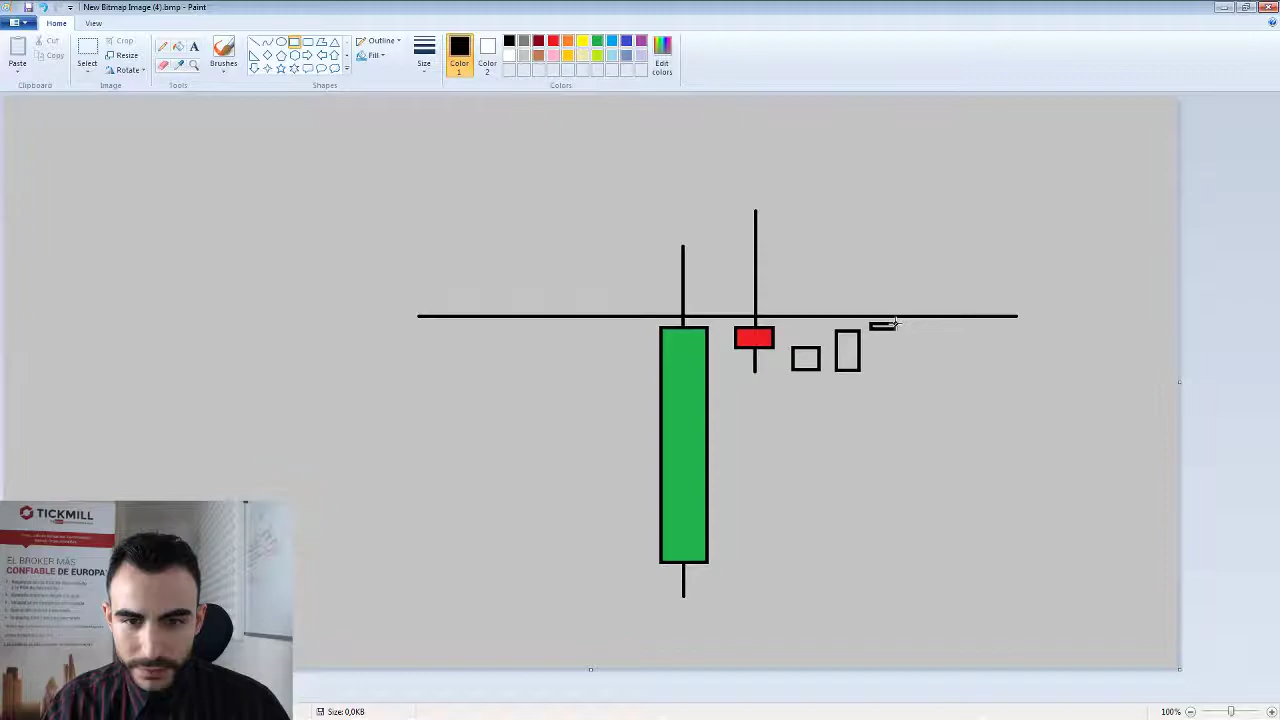 New Bitmap Image (4).bmp - Paint
Home
View
Cut
Copy
Paste
Clipboard
Crop
Resize
Rotate
Select
Image
Tools
Brushes
Shapes
Outline
Fill
Size
Color 1
Color 2
Colors
Edit colors
TICKMILL
EL BROKER MÁS
CONFIABLE DE EUROPA
Size: 0,0KB
100%